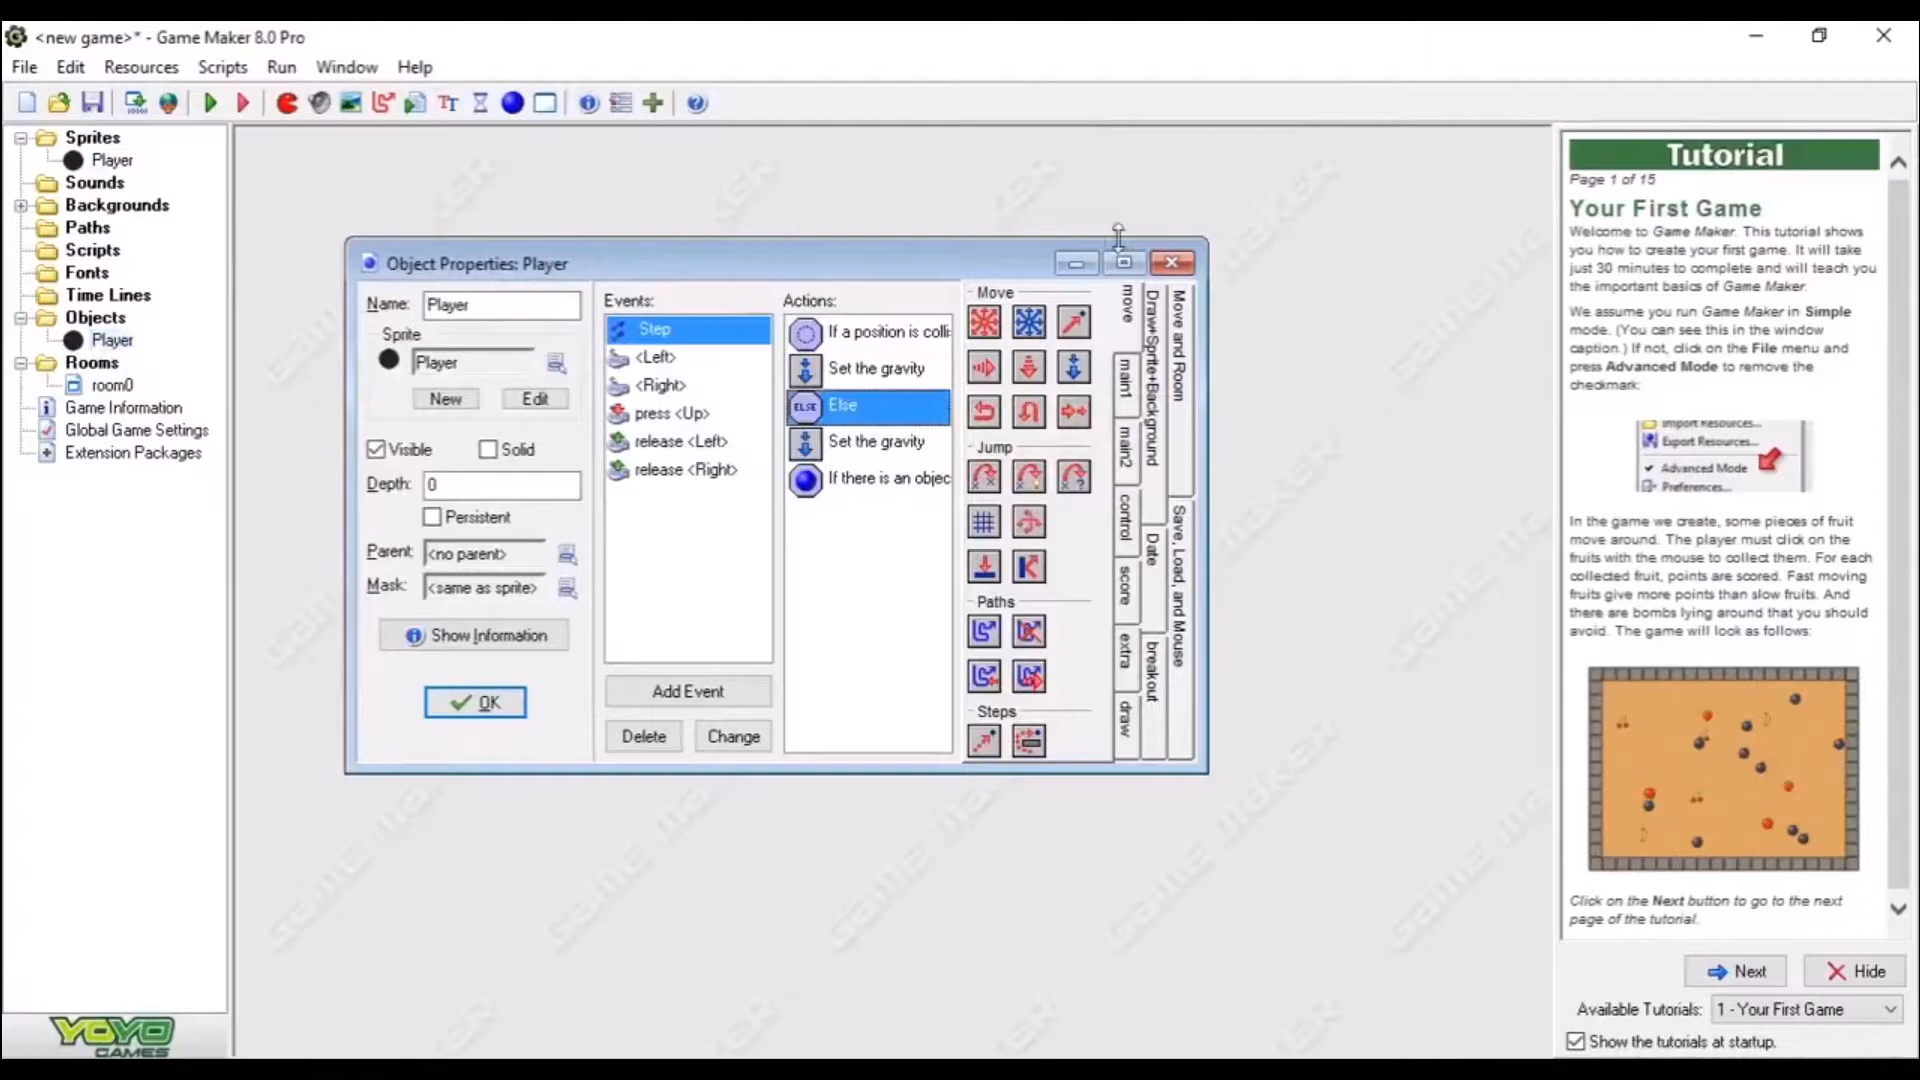 <new game>* - Game Maker 8.0 Pro
File Edit Resources Scripts Run Window Help
Sprites
Player
Sounds
Backgrounds
Paths
Scripts
Fonts
Time Lines
Objects
Player
Rooms
room0
Game Information
Global Game Settings
Extension Packages
YOYO
GAMES
Object Properties: Player
Name: Player
Sprite
Player
New Edit
Visible Solid
Depth: 0
Persistent
Parent: <no parent>
Mask: <same as sprite>
Show Information
OK
Events:
Step
<Left>
<Right>
press <Up>
release <Left>
release <Right>
Add Event
Delete Change
Actions:
If a position is colli
Set the gravity
ELSE Else
Set the gravity
If there is an objec
Move
Jump
Paths
Steps
move
main1
main2
control
score
extra
draw
Draw+Sprite+Background
Date
breakout
Move and Room
Save, Load, and Mouse
Tutorial
Page 1 of 15
Your First Game
Welcome to Game Maker. This tutorial shows
you how to create your first game. It will take
just 30 minutes to complete and will teach you
the important basics of Game Maker.
We assume you run Game Maker in Simple
mode. (You can see this in the window
caption.) If not, click on the File menu and
press Advanced Mode to remove the
checkmark:
Import Resources...
Export Resources...
Advanced Mode
Preferences...
In the game we create, some pieces of fruit
move around. The player must click on the
fruits with the mouse to collect them. For each
collected fruit, points are scored. Fast moving
fruits give more points than slow fruits. And
there are bombs lying around that you should
avoid. The game will look as follows:
Click on the Next button to go to the next
page of the tutorial.
Next Hide
Available Tutorials: 1 - Your First Game
Show the tutorials at startup.